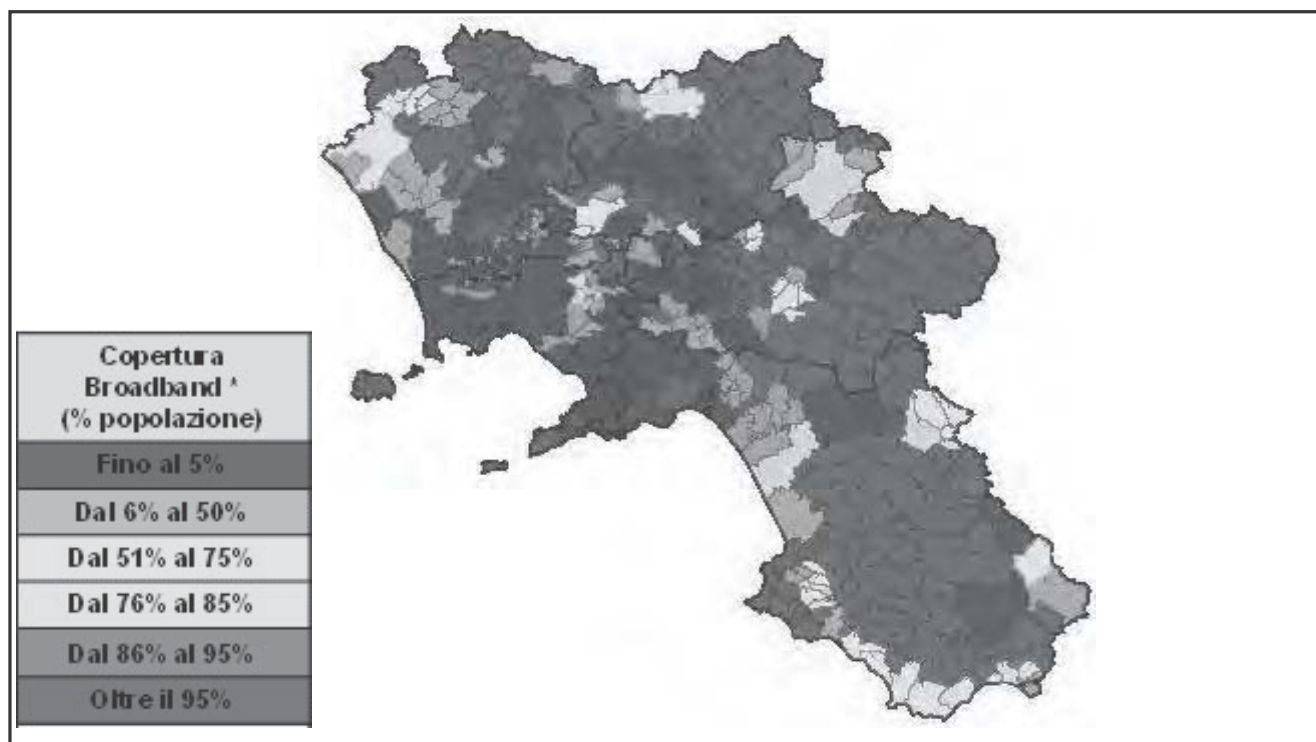 Copertura
Broadband *
(% popolazione)
Fino al 5%
Dal 6% al 50%
Dal 51% al 75%
Dal 76% al 85%
Dal 86% al 95%
Oltre il 95%